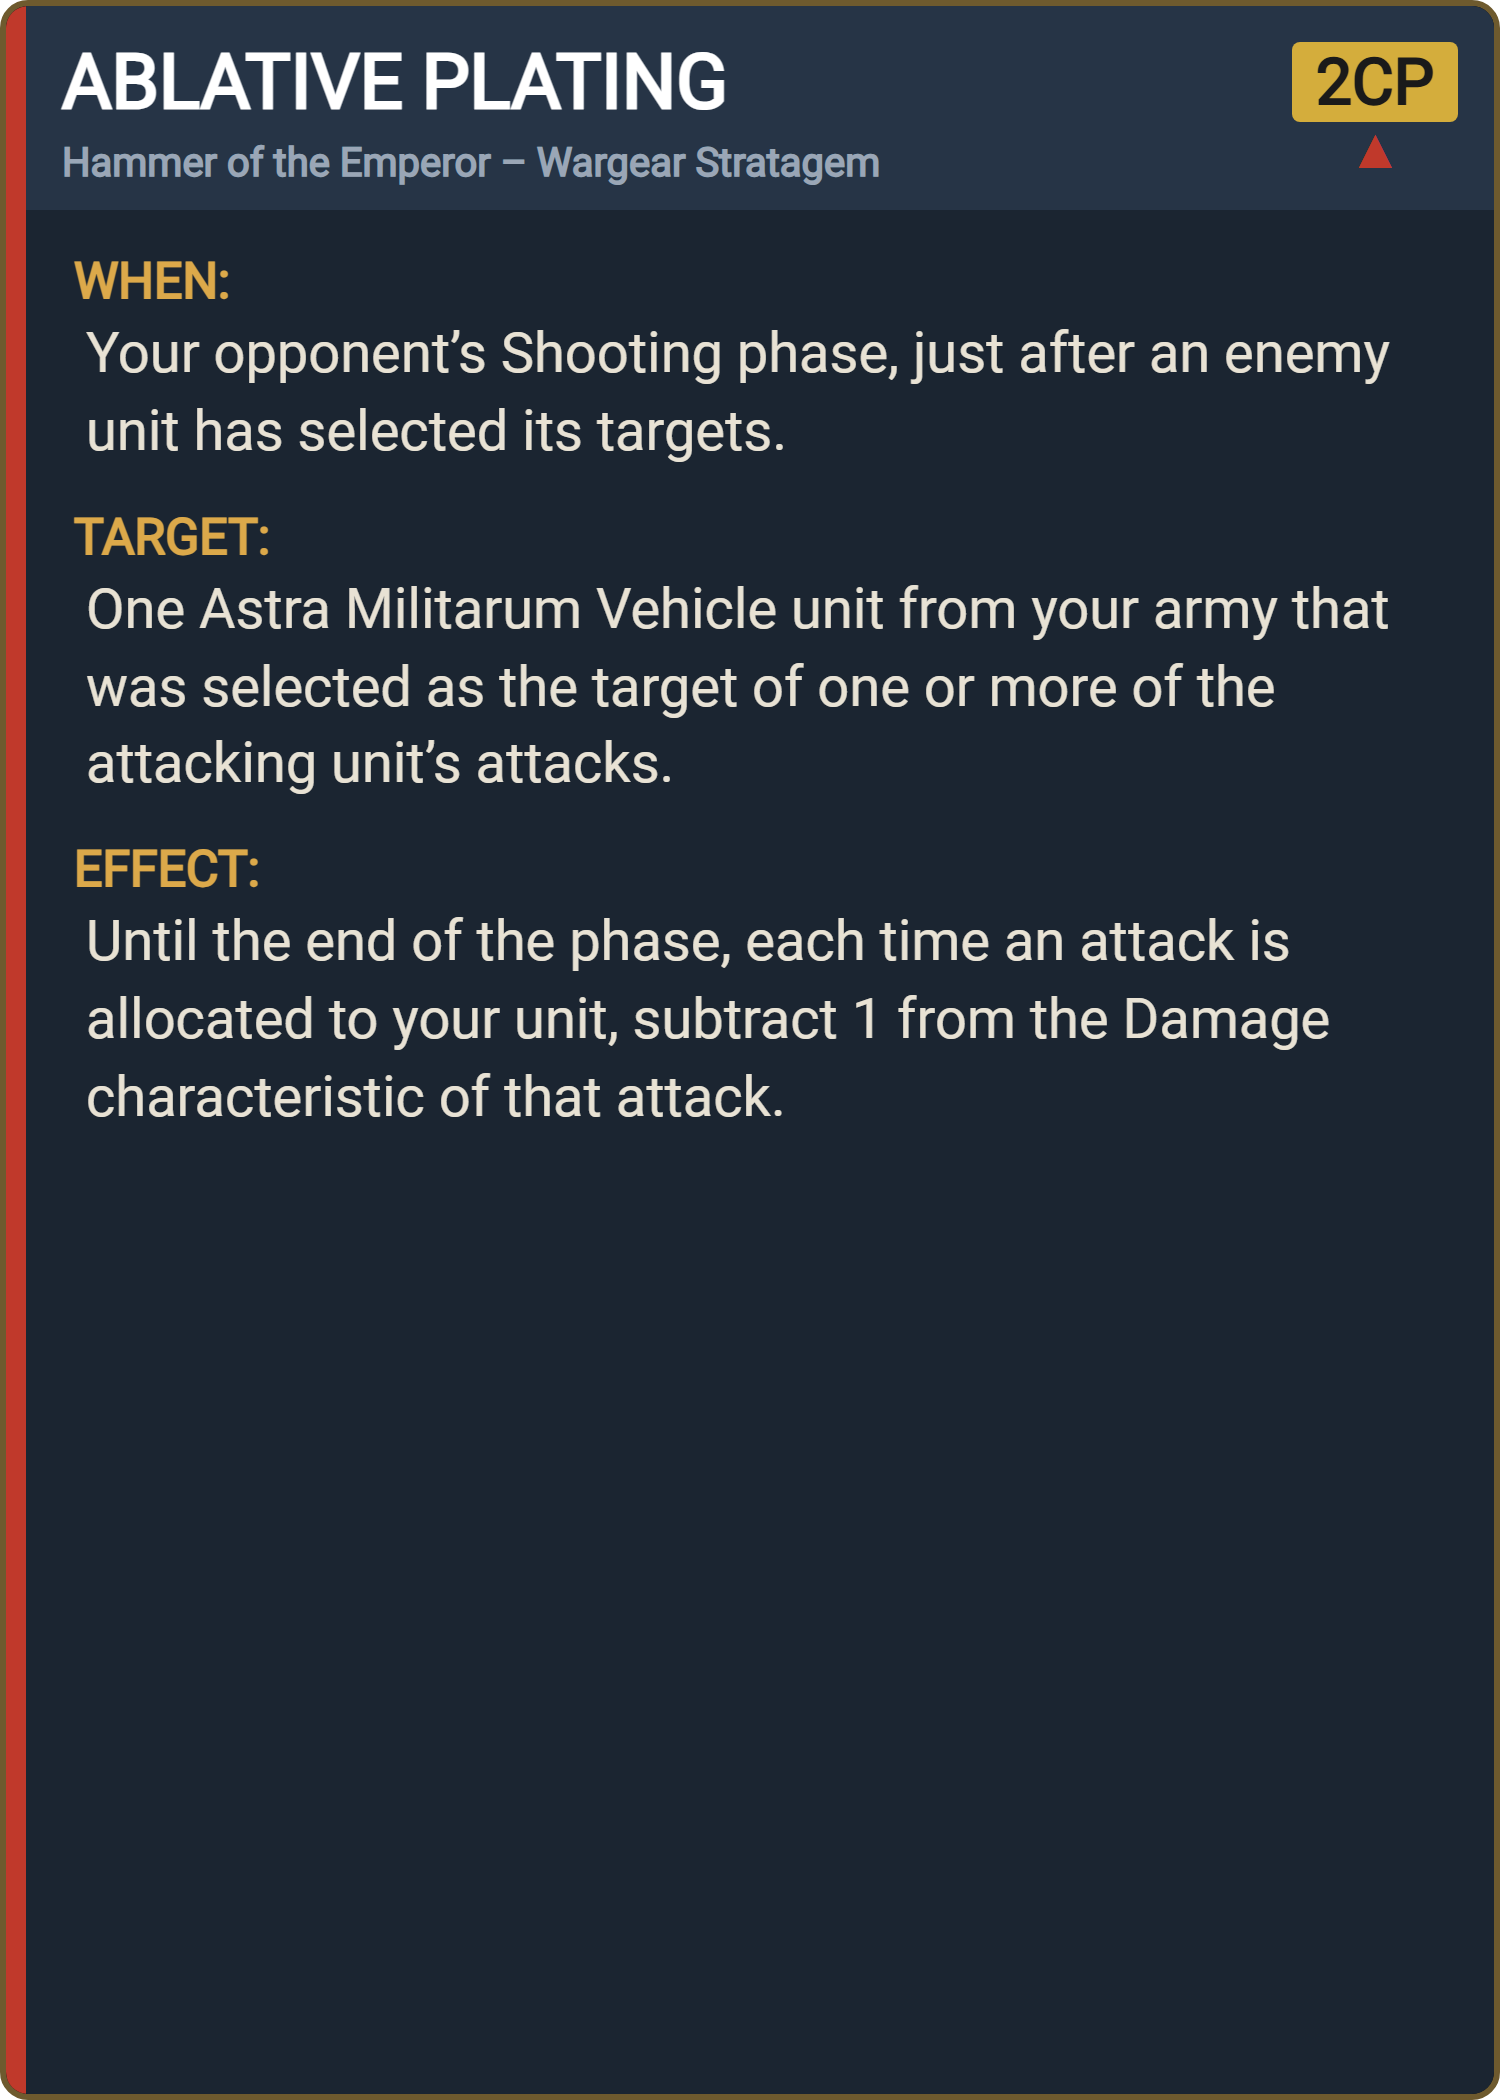 ABLATIVE PLATING
2CP
Hammer of the Emperor – Wargear Stratagem
WHEN:
Your opponent’s Shooting phase, just after an enemy
unit has selected its targets.
TARGET:
One Astra Militarum Vehicle unit from your army that
was selected as the target of one or more of the
attacking unit’s attacks.
EFFECT:
Until the end of the phase, each time an attack is
allocated to your unit, subtract 1 from the Damage
characteristic of that attack.